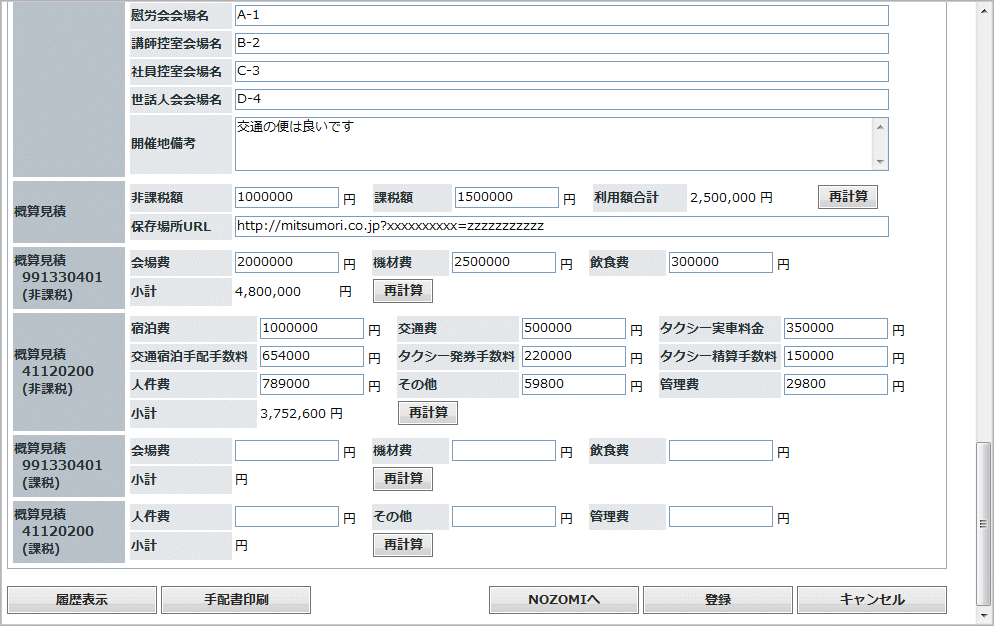 慰労会会場名 A-1
講師控室会場名 B-2
社員控室会場名 C-3
世話人会会場名 D-4
開催地備考 交通の便は良いです
概算見積 非課税額 1000000 円 課税額 1500000 円 利用額合計 2,500,000 円 再計算
保存場所URL http://mitsumori.co.jp?xxxxxxxxxx=zzzzzzzzzzz
概算見積
991330401
(非課税)
会場費 2000000 円 機材費 2500000 円 飲食費 300000 円
小計 4,800,000 円 再計算
概算見積
41120200
(非課税)
宿泊費 1000000 円 交通費 500000 円 タクシー実車料金 350000 円
交通宿泊手配手数料 654000 円 タクシー発券手数料 220000 円 タクシー精算手数料 150000 円
人件費 789000 円 その他 59800 円 管理費 29800 円
小計 3,752,600 円 再計算
概算見積
991330401
(課税)
会場費 円 機材費 円 飲食費 円
小計 円 再計算
概算見積
41120200
(課税)
人件費 円 その他 円 管理費 円
小計 円 再計算
履歴表示 手配書印刷 NOZOMIへ 登録 キャンセル